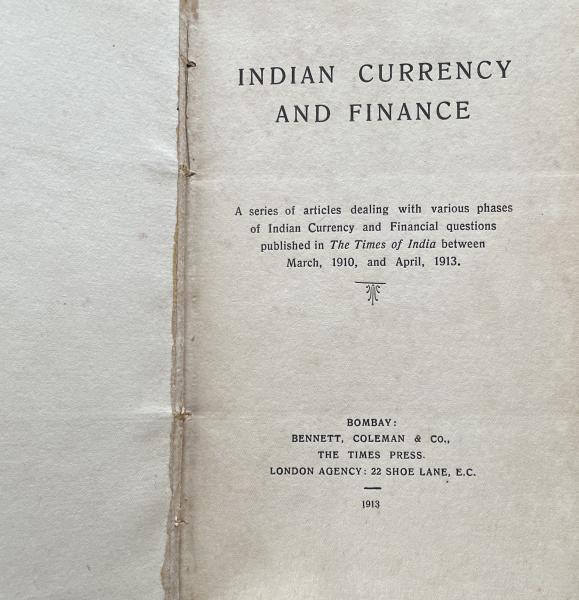 INDIAN CURRENCY
AND FINANCE
A series of articles dealing with various phases
of Indian Currency and Financial questions
published in The Times of India between
March, 1910, and April, 1913.
BOMBAY:
BENNETT, COLEMAN & CO.,
THE TIMES PRESS.
LONDON AGENCY: 22 SHOE LANE, E.C.
1913